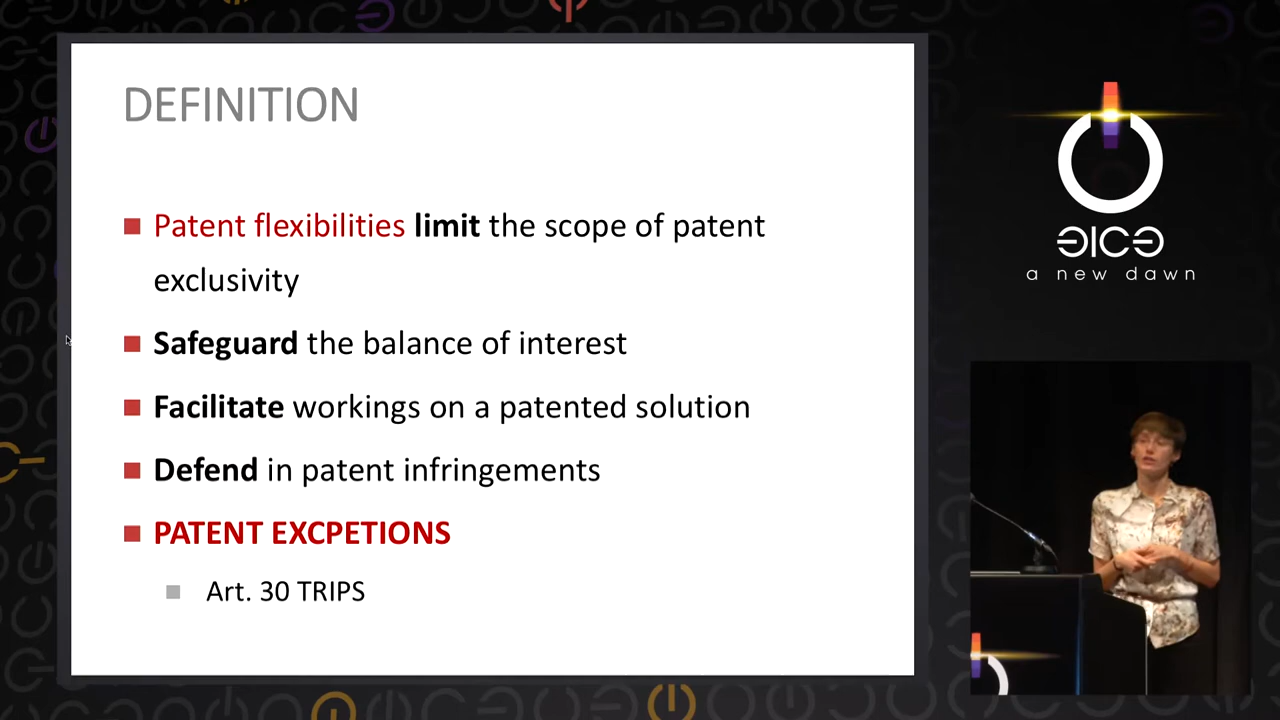 DEFINITION
Patent flexibilities limit the scope of patent
exclusivity
Safeguard the balance of interest
Facilitate workings on a patented solution
Defend in patent infringements
PATENT EXCPETIONS
Art. 30 TRIPS
a new dawn